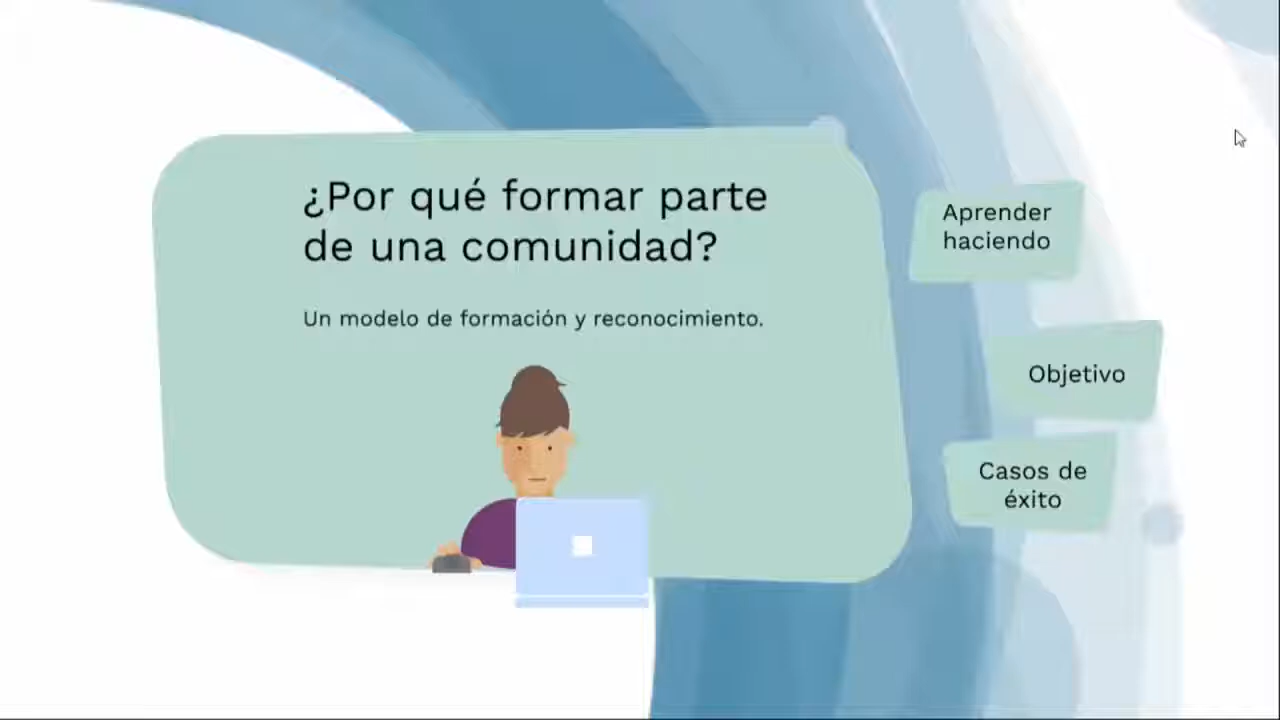 ¿Por qué formar parte
de una comunidad?
Un modelo de formación y reconocimiento.
Aprender
haciendo
Objetivo
Casos de
éxito